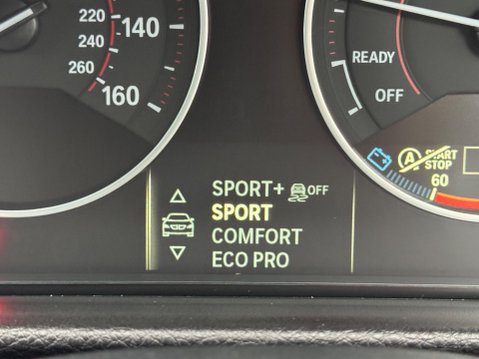 220
140
240
260
160
READY
OFF
A START
STOP
60
SPORT+ OFF
SPORT
COMFORT
ECO PRO